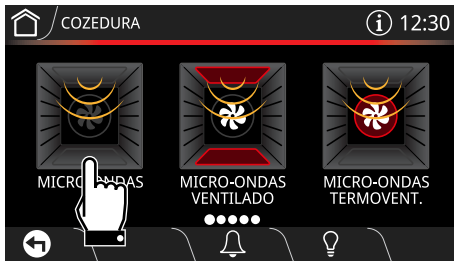 COZEDURA
i 12:30
MICRO-ONDAS
MICRO-ONDAS
VENTILADO
MICRO-ONDAS
TERMOVENT.